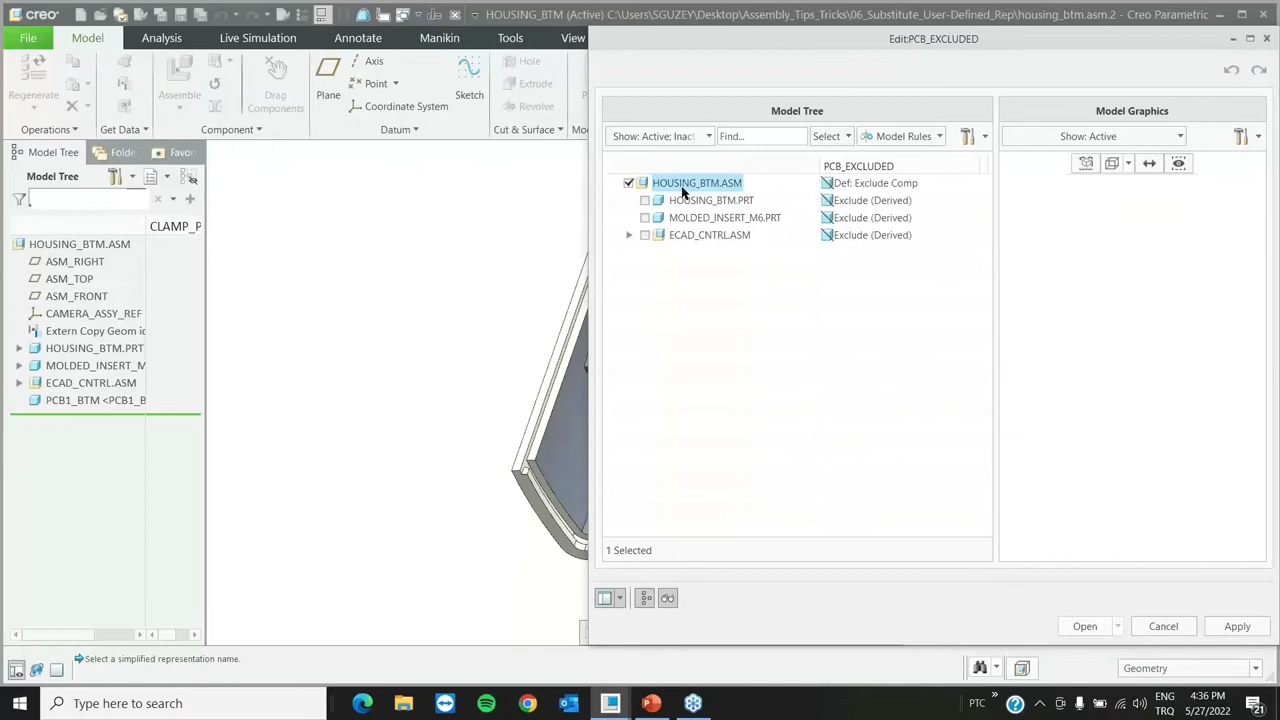 HOUSING_BTM (Active) C:\Users\SGUZEY\Desktop\Assembly_Tips_Tricks\06_Substitute_User-Defined_Rep\housing_btm.asm.2 - Creo Parametric
File Model Analysis Live Simulation Annotate Manikin Tools View
Edit:PCB_EXCLUDED
Regenerate
Operations
Get Data
Assemble
Drag Components
Component
Plane
Axis
Point
Coordinate System
Sketch
Datum
Hole
Extrude
Revolve
Cut & Surface
Model Tree Folde Favor
Model Tree
CLAMP_P
HOUSING_BTM.ASM
ASM_RIGHT
ASM_TOP
ASM_FRONT
CAMERA_ASSY_REF
Extern Copy Geom ic
HOUSING_BTM.PRT
MOLDED_INSERT_M
ECAD_CNTRL.ASM
PCB1_BTM <PCB1_B
Model Tree
Show: Active; Inac Find... Select Model Rules
PCB_EXCLUDED
HOUSING_BTM.ASM Def: Exclude Comp
HOUSING_BTM.PRT Exclude (Derived)
MOLDED_INSERT_M6.PRT Exclude (Derived)
ECAD_CNTRL.ASM Exclude (Derived)
1 Selected
Model Graphics
Show: Active
Open Cancel Apply
Select a simplified representation name.
Geometry
Type here to search
PTC
ENG
TRQ
4:36 PM
5/27/2022
21